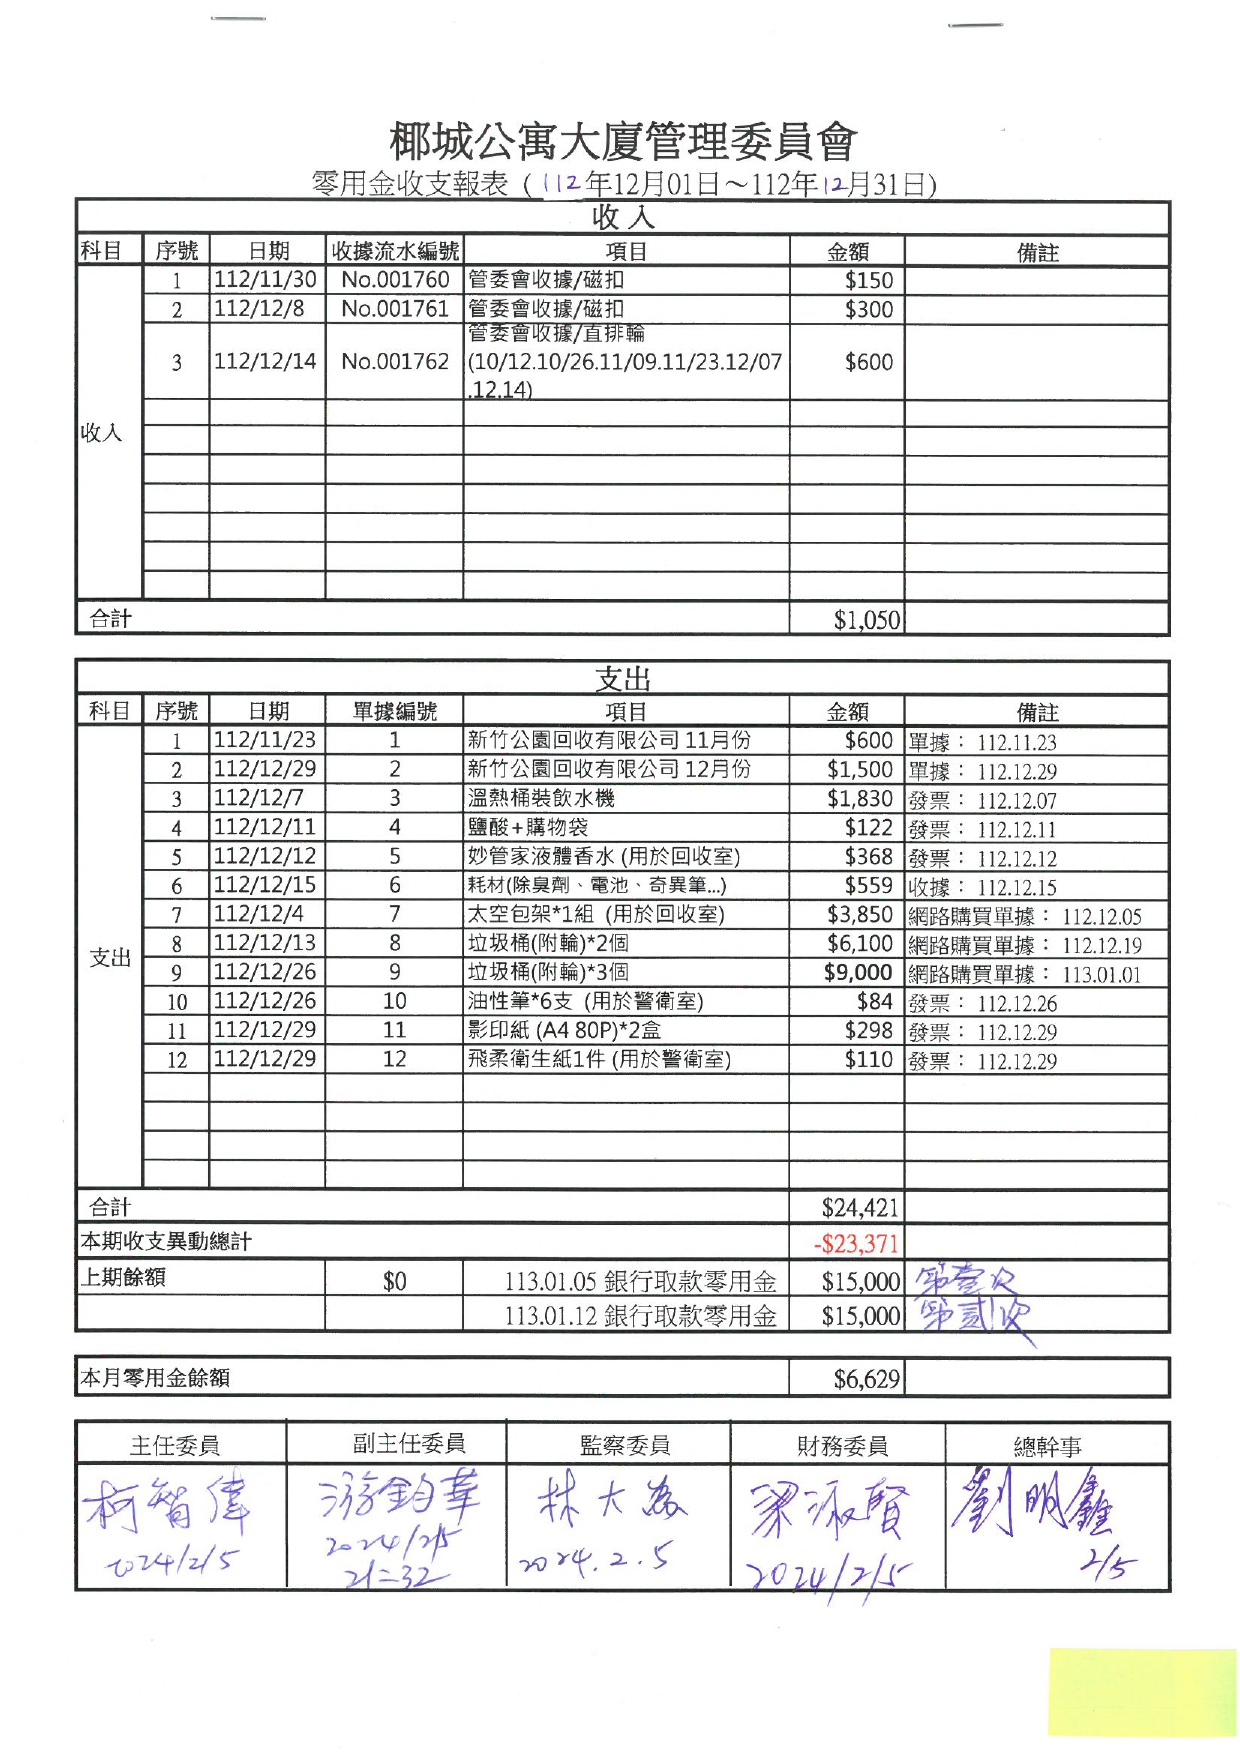 椰城公寓大廈管理委員會
零用金收支報表（112年12月01日～112年12月31日)
收入
科目 序號 日期 收據流水編號 項目 金額 備註
收入
1 112/11/30 No.001760 管委會收據/磁扣 $150
2 112/12/8 No.001761 管委會收據/磁扣 $300
3 112/12/14 No.001762 管委會收據/直排輪
(10/12.10/26.11/09.11/23.12/07
.12.14) $600
合計 $1,050
支出
科目 序號 日期 單據編號 項目 金額 備註
支出
1 112/11/23 1 新竹公園回收有限公司 11月份 $600 單據： 112.11.23
2 112/12/29 2 新竹公園回收有限公司 12月份 $1,500 單據： 112.12.29
3 112/12/7 3 溫熱桶裝飲水機 $1,830 發票： 112.12.07
4 112/12/11 4 鹽酸+購物袋 $122 發票： 112.12.11
5 112/12/12 5 妙管家液體香水 (用於回收室) $368 發票： 112.12.12
6 112/12/15 6 耗材(除臭劑、電池、奇異筆...) $559 收據： 112.12.15
7 112/12/4 7 太空包架*1組 (用於回收室) $3,850 網路購買單據： 112.12.05
8 112/12/13 8 垃圾桶(附輪)*2個 $6,100 網路購買單據： 112.12.19
9 112/12/26 9 垃圾桶(附輪)*3個 $9,000 網路購買單據： 113.01.01
10 112/12/26 10 油性筆*6支 (用於警衛室) $84 發票： 112.12.26
11 112/12/29 11 影印紙 (A4 80P)*2盒 $298 發票： 112.12.29
12 112/12/29 12 飛柔衛生紙1件 (用於警衛室) $110 發票： 112.12.29
合計 $24,421
本期收支異動總計 -$23,371
上期餘額 $0 113.01.05 銀行取款零用金 $15,000 第壹次
113.01.12 銀行取款零用金 $15,000 第貳次
本月零用金餘額 $6,629
主任委員 副主任委員 監察委員 財務委員 總幹事
柯智偉 游鈞華 林大為 梁淑賢 劉明鑫
2024/2/5 2024/2/5 2024.2.5 2024/2/5 2/5
21:32